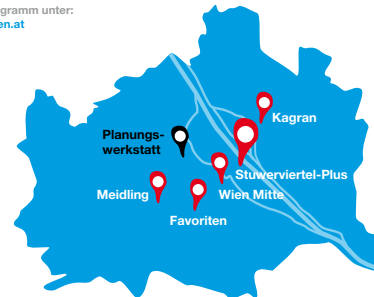 gramm unter:
en.at
Kagran
Planungs-
werkstatt
Stuwerviertel-Plus
Meidling
Wien Mitte
Favoriten